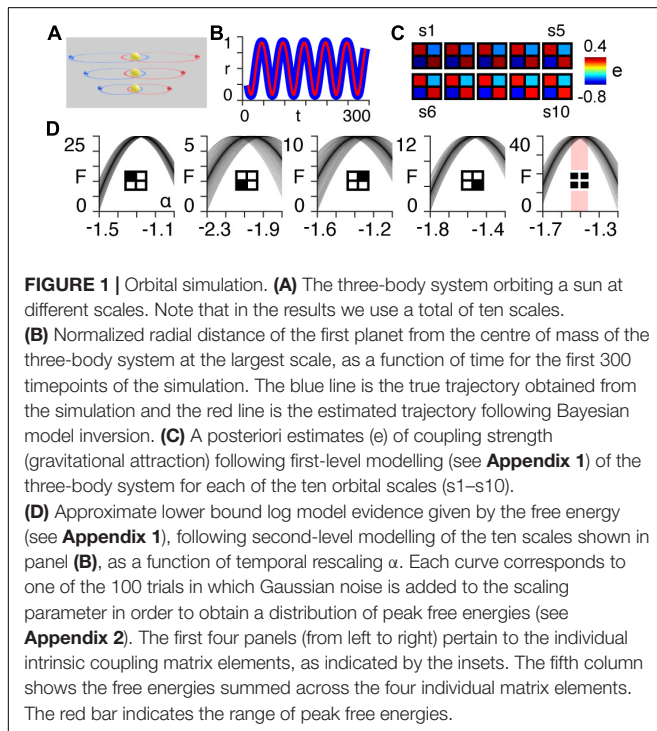 A
B
C
s1
s5
1
r
0
0
t
300
0.4
e
-0.8
s6
s10
D
25
F
0
-1.5
α
-1.1
5
F
0
-2.3
-1.9
10
F
0
-1.6
-1.2
12
F
0
-1.8
-1.4
40
F
0
-1.7
-1.3
FIGURE 1 | Orbital simulation. (A) The three-body system orbiting a sun at
different scales. Note that in the results we use a total of ten scales.
(B) Normalized radial distance of the first planet from the centre of mass of the
three-body system at the largest scale, as a function of time for the first 300
timepoints of the simulation. The blue line is the true trajectory obtained from
the simulation and the red line is the estimated trajectory following Bayesian
model inversion. (C) A posteriori estimates (e) of coupling strength
(gravitational attraction) following first-level modelling (see Appendix 1) of the
three-body system for each of the ten orbital scales (s1–s10).
(D) Approximate lower bound log model evidence given by the free energy
(see Appendix 1), following second-level modelling of the ten scales shown in
panel (B), as a function of temporal rescaling α. Each curve corresponds to
one of the 100 trials in which Gaussian noise is added to the scaling
parameter in order to obtain a distribution of peak free energies (see
Appendix 2). The first four panels (from left to right) pertain to the individual
intrinsic coupling matrix elements, as indicated by the insets. The fifth column
shows the free energies summed across the four individual matrix elements.
The red bar indicates the range of peak free energies.